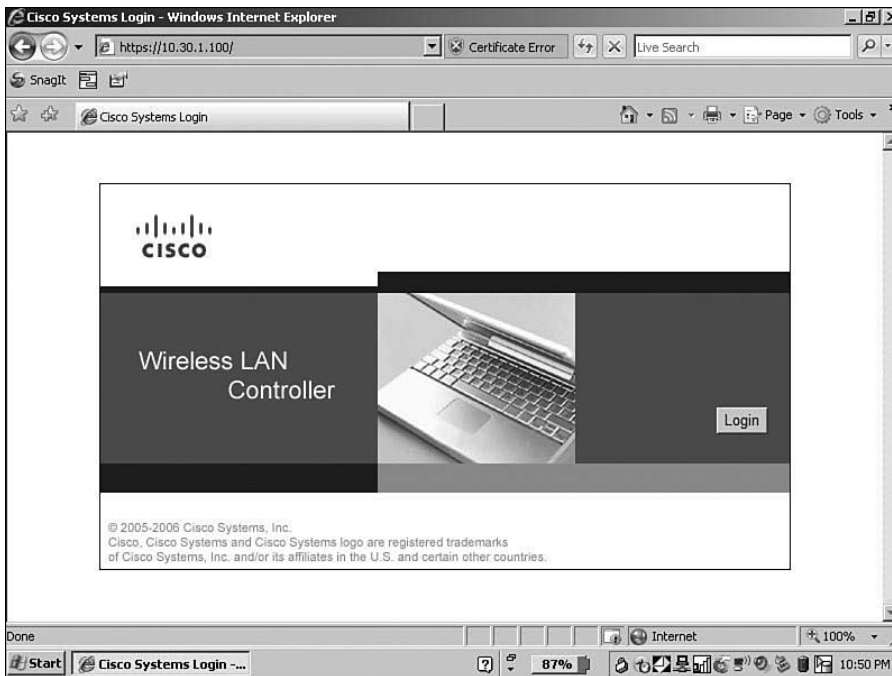 Cisco Systems Login - Windows Internet Explorer
https://10.30.1.100/
Certificate Error
Live Search
SnagIt
Cisco Systems Login
Page
Tools
CISCO
Wireless LAN
Controller
Login
© 2005-2006 Cisco Systems, Inc.
Cisco, Cisco Systems and Cisco Systems logo are registered trademarks
of Cisco Systems, Inc. and/or its affiliates in the U.S. and certain other countries.
Done
Internet
100%
Start
Cisco Systems Login -...
87%
10:50 PM